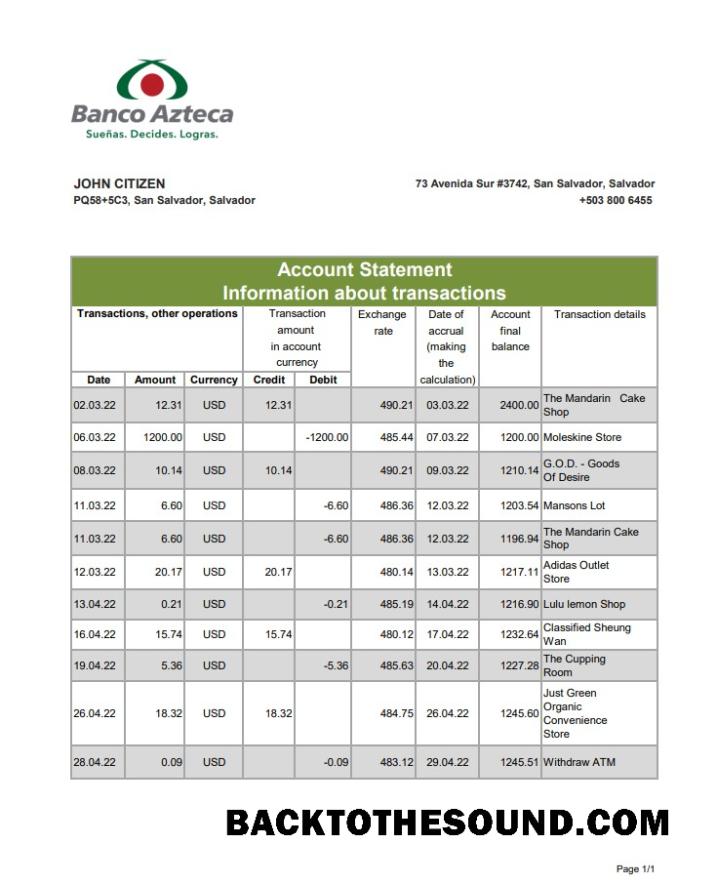 Banco Azteca
Sueñas. Decides. Logras.
JOHN CITIZEN
PQ58+5C3, San Salvador, Salvador
73 Avenida Sur #3742, San Salvador, Salvador
+503 800 6455
Account Statement
Information about transactions
Transactions, other operations
Transaction
amount
in account
currency
Exchange
rate
Date of
accrual
(making
the
calculation)
Account
final
balance
Transaction details
Date Amount Currency Credit Debit
02.03.22 12.31 USD 12.31 490.21 03.03.22 2400.00 The Mandarin Cake
Shop
06.03.22 1200.00 USD -1200.00 485.44 07.03.22 1200.00 Moleskine Store
08.03.22 10.14 USD 10.14 490.21 09.03.22 1210.14 G.O.D. - Goods
Of Desire
11.03.22 6.60 USD -6.60 486.36 12.03.22 1203.54 Mansons Lot
11.03.22 6.60 USD -6.60 486.36 12.03.22 1196.94 The Mandarin Cake
Shop
12.03.22 20.17 USD 20.17 480.14 13.03.22 1217.11 Adidas Outlet
Store
13.04.22 0.21 USD -0.21 485.19 14.04.22 1216.90 Lulu lemon Shop
16.04.22 15.74 USD 15.74 480.12 17.04.22 1232.64 Classified Sheung
Wan
19.04.22 5.36 USD -5.36 485.63 20.04.22 1227.28 The Cupping
Room
26.04.22 18.32 USD 18.32 484.75 26.04.22 1245.60 Just Green
Organic
Convenience
Store
28.04.22 0.09 USD -0.09 483.12 29.04.22 1245.51 Withdraw ATM
BACKTOTHESOUND.COM
Page 1/1